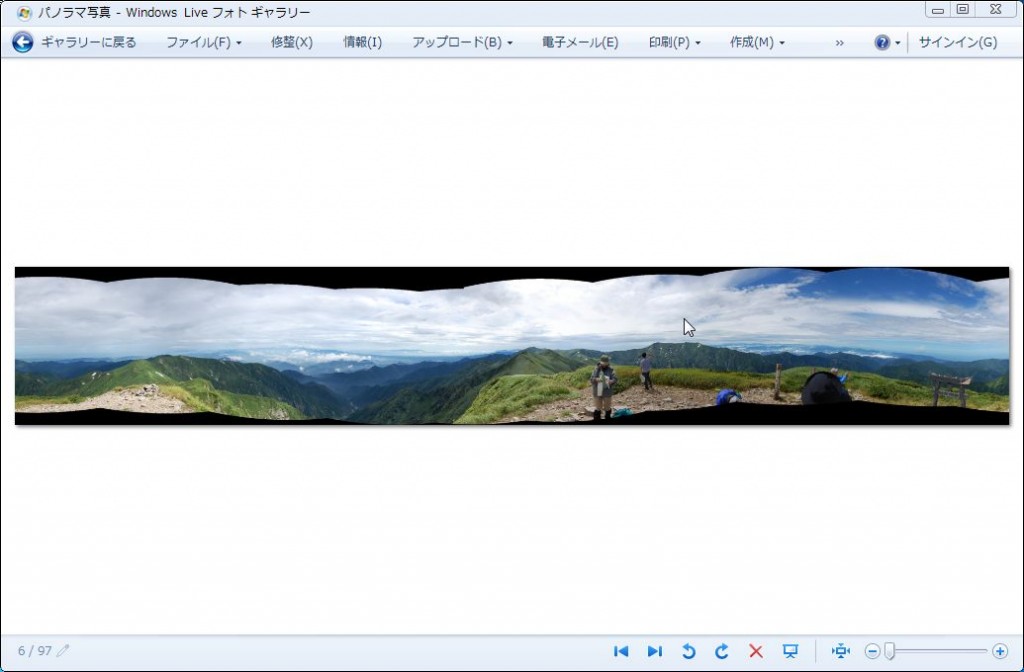 パノラマ写真 - Windows Live フォト ギャラリー
ギャラリーに戻る ファイル(F) 修整(X) 情報(I) アップロード(B) 電子メール(E) 印刷(P) 作成(M) » サインイン(G)
6 / 97